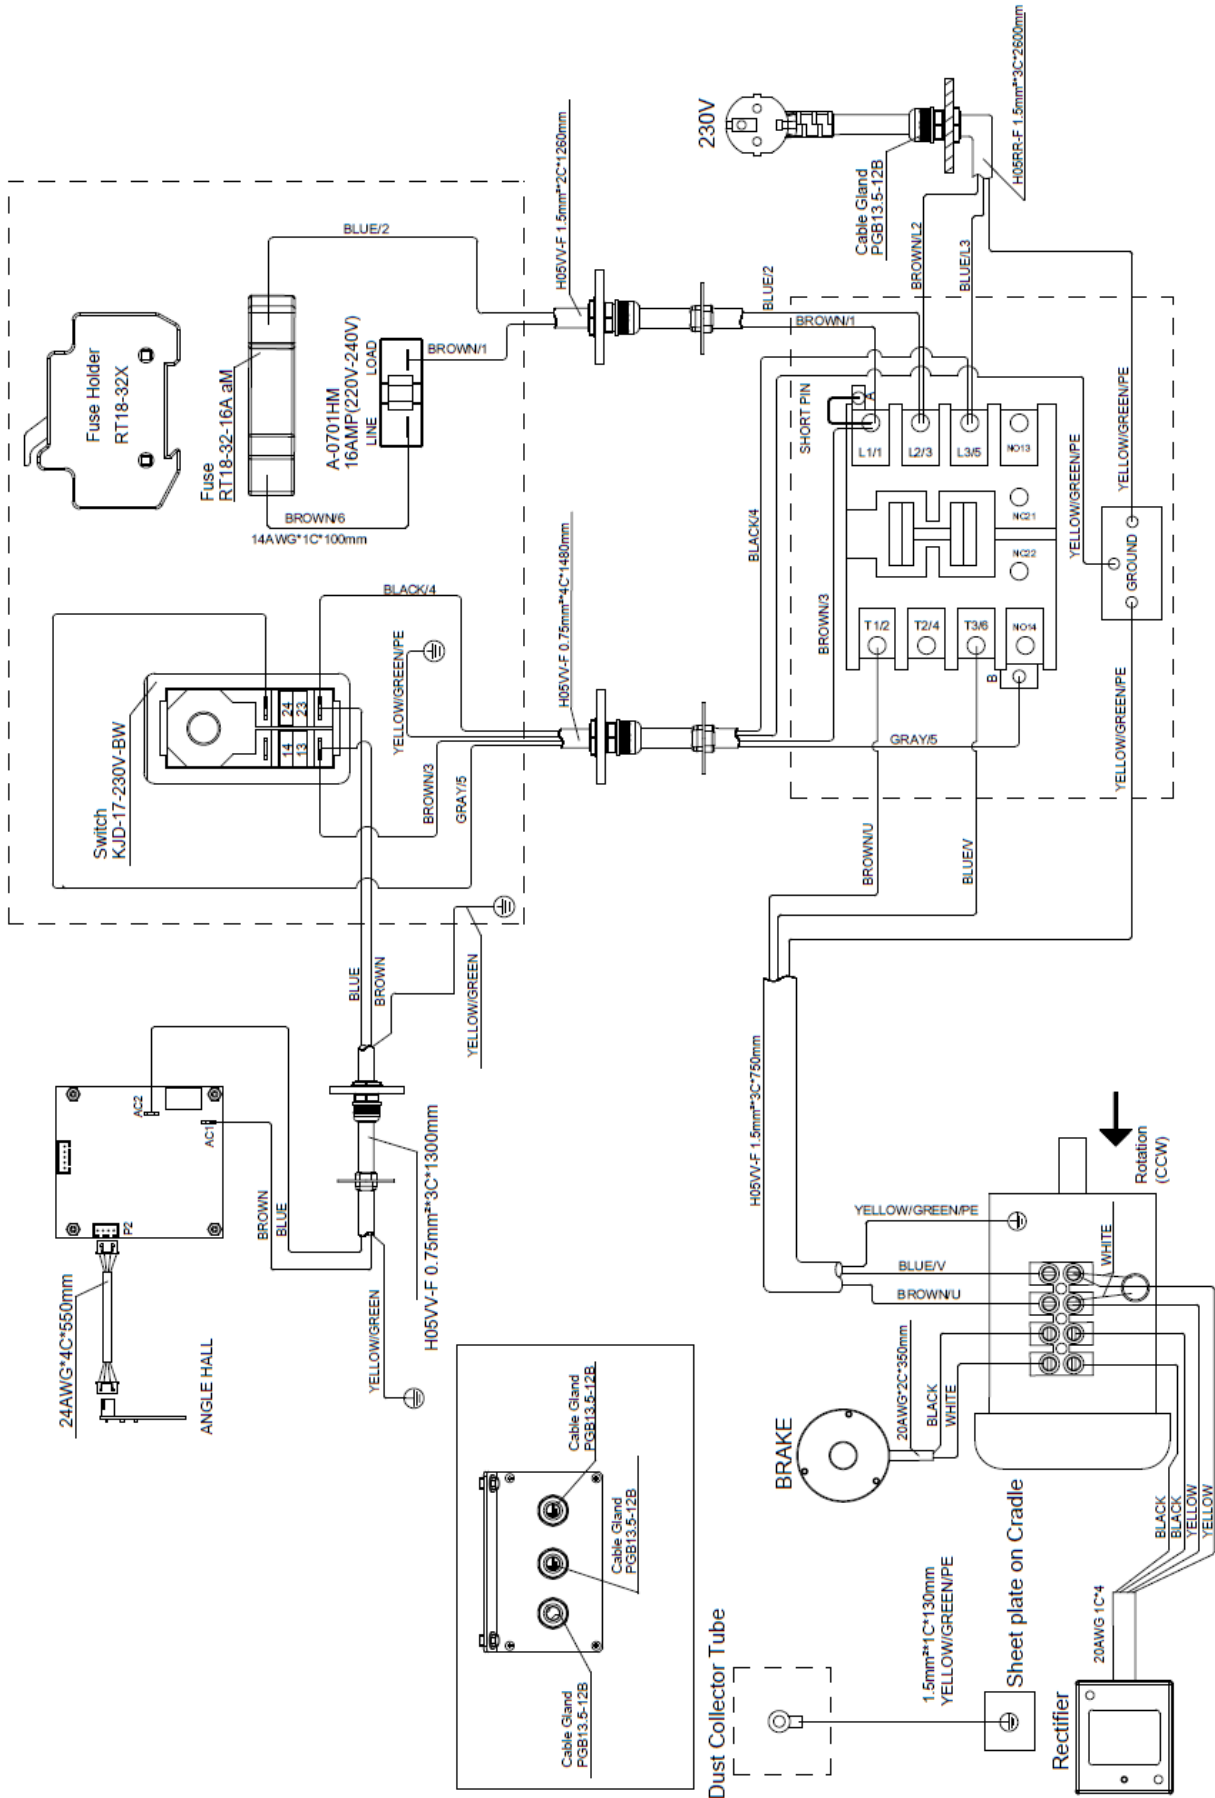 230V
Cable Gland
PGB13.5-12B
H05RR-F 1.5mm²*3C*2600mm
BROWN/L2
BLUE/L3
Fuse Holder
RT18-32X
Fuse
RT18-32-16A aM
BLUE/2
A-0701HM
16AMP(220V-240V)
LINE
LOAD
BROWN/1
BROWN/6
14AWG*1C*100mm
H05VV-F 1.5mm²*2C*1260mm
BLUE/2
BROWN/1
Switch
KJD-17-230V-BW
14
13
24
23
BLACK/4
YELLOW/GREEN/PE
BROWN/3
GRAY/5
H05VV-F 0.75mm²*4C*1480mm
BLACK/4
BROWN/3
GRAY/5
SHORT PIN
A
L1/1
L2/3
L3/5
NO13
NC21
NC22
T1/2
T2/4
T3/6
NO14
B
YELLOW/GREEN/PE
GROUND
YELLOW/GREEN/PE
YELLOW/GREEN/PE
BROWN/U
BLUE/V
H05VV-F 1.5mm²*3C*750mm
BLUE
BROWN
YELLOW/GREEN
AC2
AC1
P2
BROWN
BLUE
24AWG*4C*550mm
ANGLE HALL
YELLOW/GREEN
H05VV-F 0.75mm²*3C*1300mm
Cable Gland
PGB13.5-12B
Cable Gland
PGB13.5-12B
Cable Gland
PGB13.5-12B
YELLOW/GREEN/PE
BLUE/V
BROWN/U
WHITE
Rotation
(CCW)
BRAKE
20AWG*2C*350mm
BLACK
WHITE
BLACK
BLACK
YELLOW
YELLOW
20AWG 1C*4
Rectifier
Sheet plate on Cradle
1.5mm²*1C*130mm
YELLOW/GREEN/PE
Dust Collector Tube